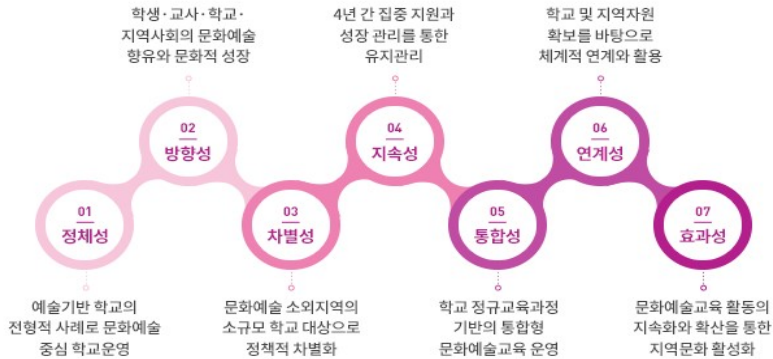 학생·교사·학교·
지역사회의 문화예술
향유와 문화적 성장
4년 간 집중 지원과
성장 관리를 통한
유지관리
학교 및 지역자원
확보를 바탕으로
체계적 연계와 활용
02
방향성
04
지속성
06
연계성
01
정체성
03
차별성
05
통합성
07
효과성
예술기반 학교의
전형적 사례로 문화예술
중심 학교운영
문화예술 소외지역의
소규모 학교 대상으로
정책적 차별화
학교 정규교육과정
기반의 통합형
문화예술교육 운영
문화예술교육 활동의
지속화와 확산을 통한
지역문화 활성화